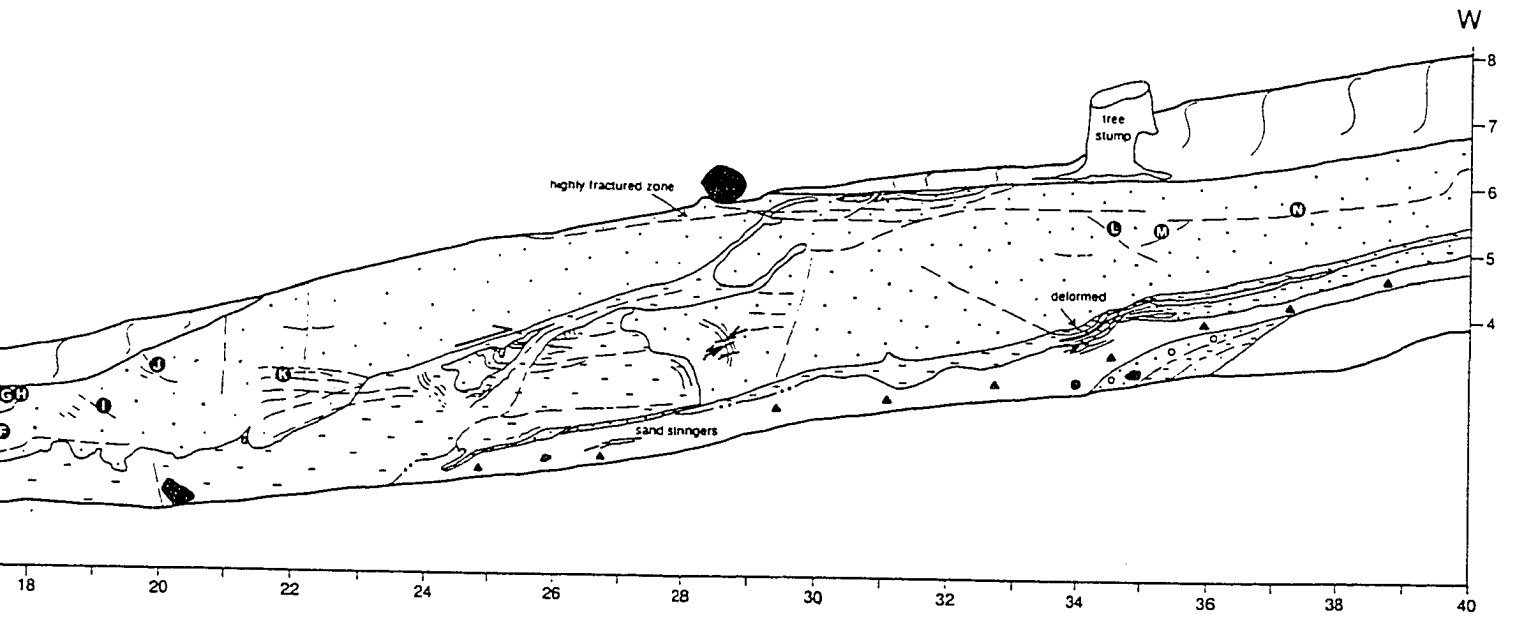 W
8
tree
stump
7
highly fractured zone
6
N
L
M
5
deformed
4
J
K
G H
I
F
sand stringers
18 20 22 24 26 28 30 32 34 36 38 40